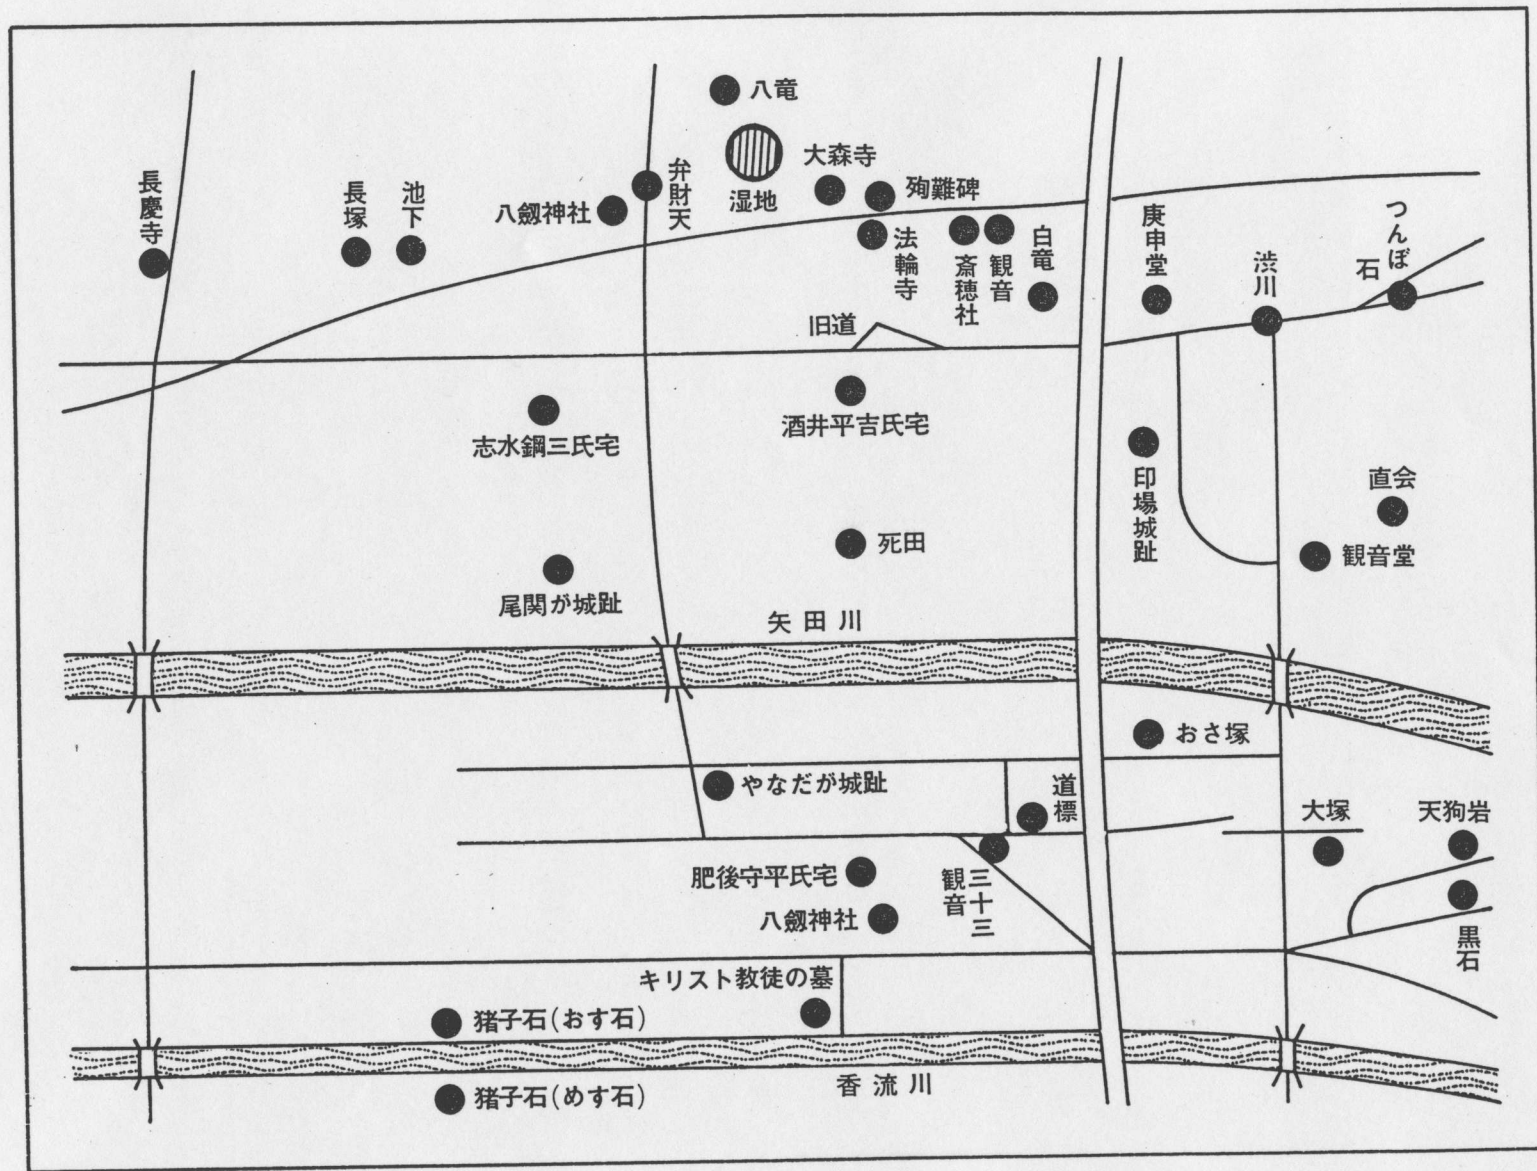 八竜
湿地
大森寺
殉難碑
弁財天
八劔神社
長慶寺
長塚
池下
法輪寺
斎穂社
観音
白竜
庚申堂
渋川
つんぼ石
旧道
志水鋼三氏宅
酒井平吉氏宅
印場城趾
直会
観音堂
死田
尾関が城趾
矢田川
おさ塚
やなだが城趾
道標
大塚
天狗岩
肥後守平氏宅
三十三観音
八劔神社
黒石
キリスト教徒の墓
猪子石(おす石)
香流川
猪子石(めす石)